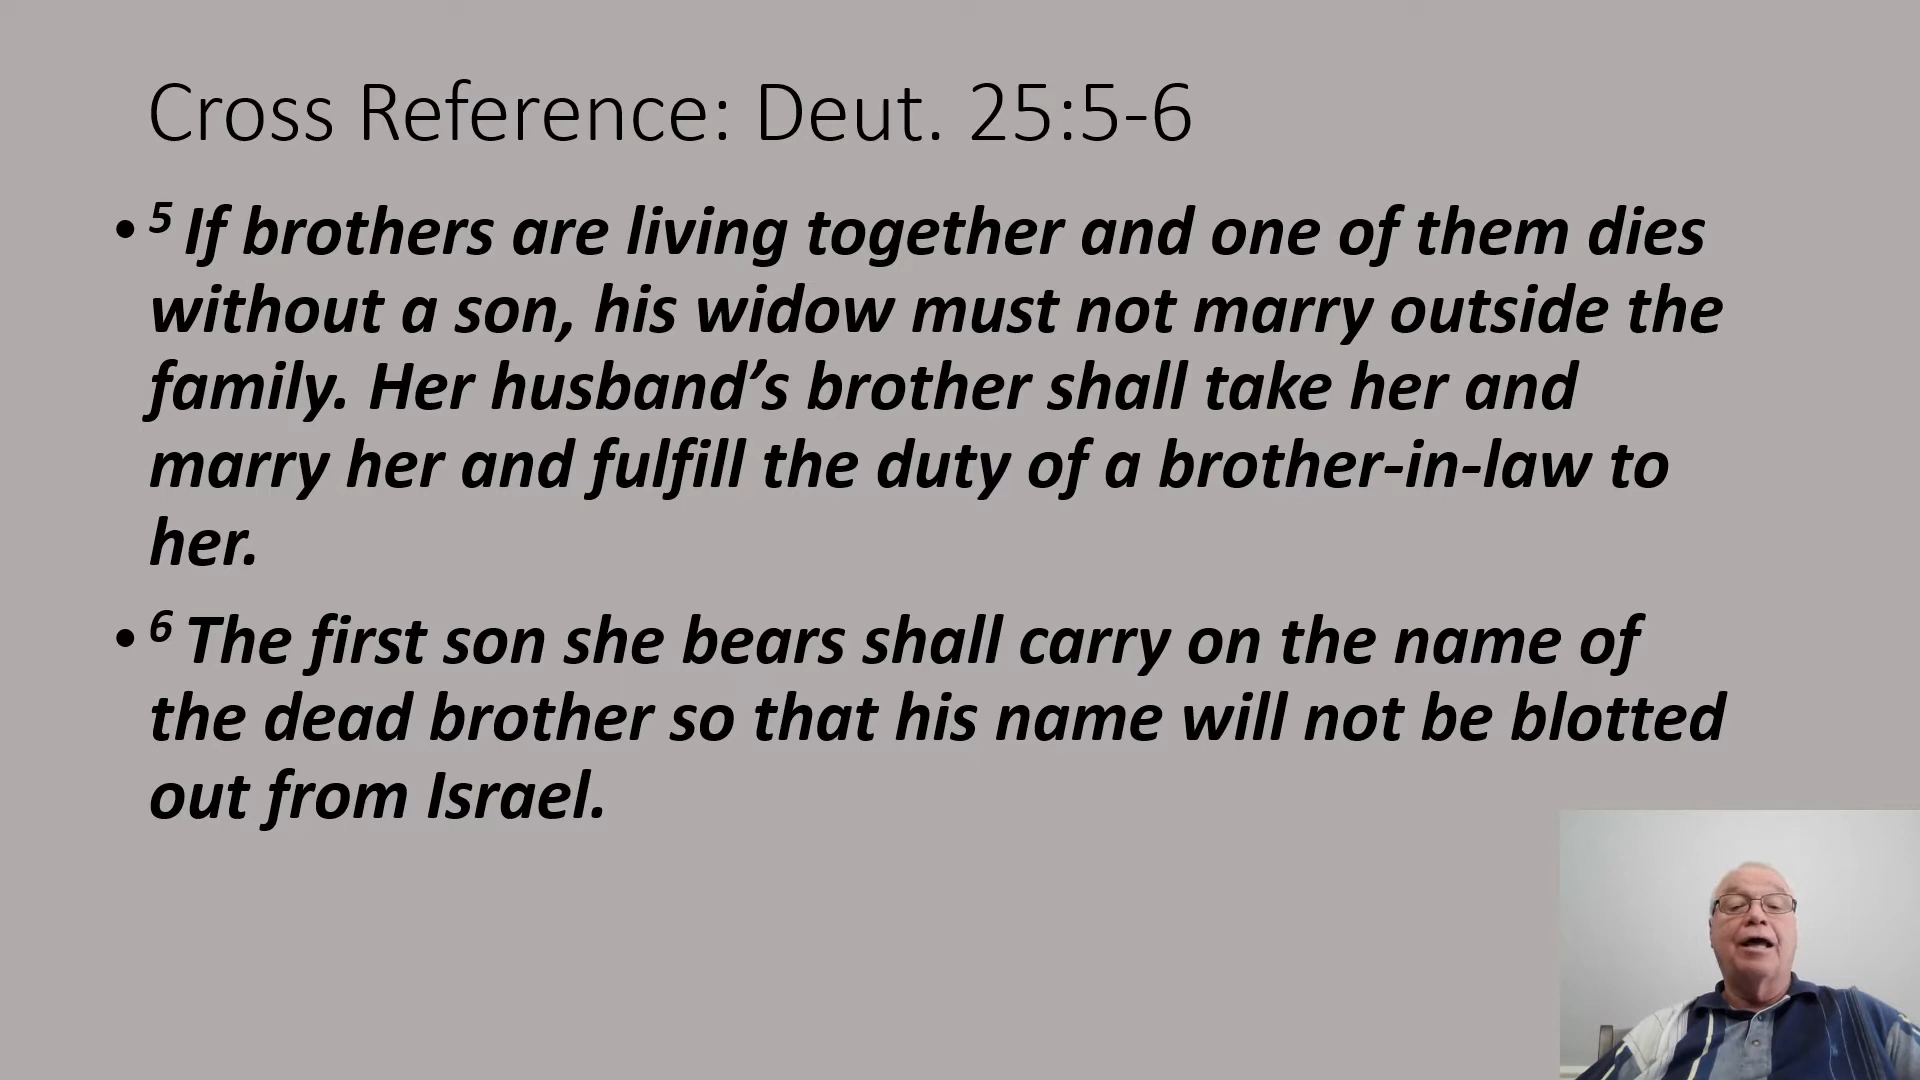 Cross Reference: Deut. 25:5-6
• 5 If brothers are living together and one of them dies
without a son, his widow must not marry outside the
family. Her husband’s brother shall take her and
marry her and fulfill the duty of a brother-in-law to
her.
• 6 The first son she bears shall carry on the name of
the dead brother so that his name will not be blotted
out from Israel.